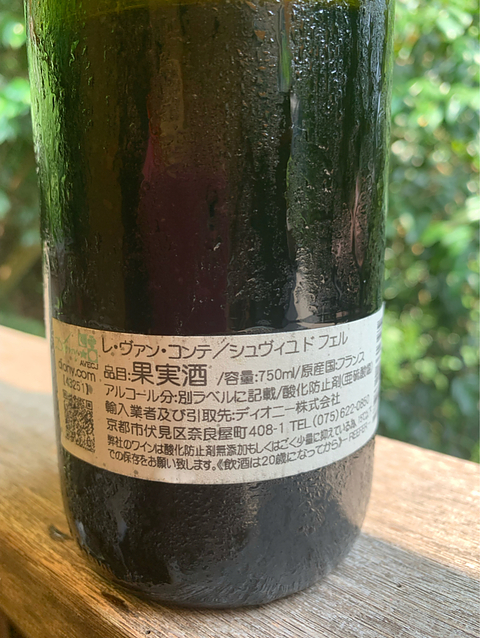 レ・ヴァン・コンテ／シュヴィユ ド フェル
品目:果実酒 /容量:750ml/原産国:フランス
アルコール分:別ラベルに記載/酸化防止剤(亜硫酸塩)
輸入業者及び引取先:ディオニー株式会社
京都市伏見区奈良屋町408-1 TEL (075)622-0850
弊社のワインは酸化防止剤無添加もしくはごく少量に抑えている為、
での保存をお願い致します。《飲酒は20歳になってから》 REEFER
diony.com
[43251]